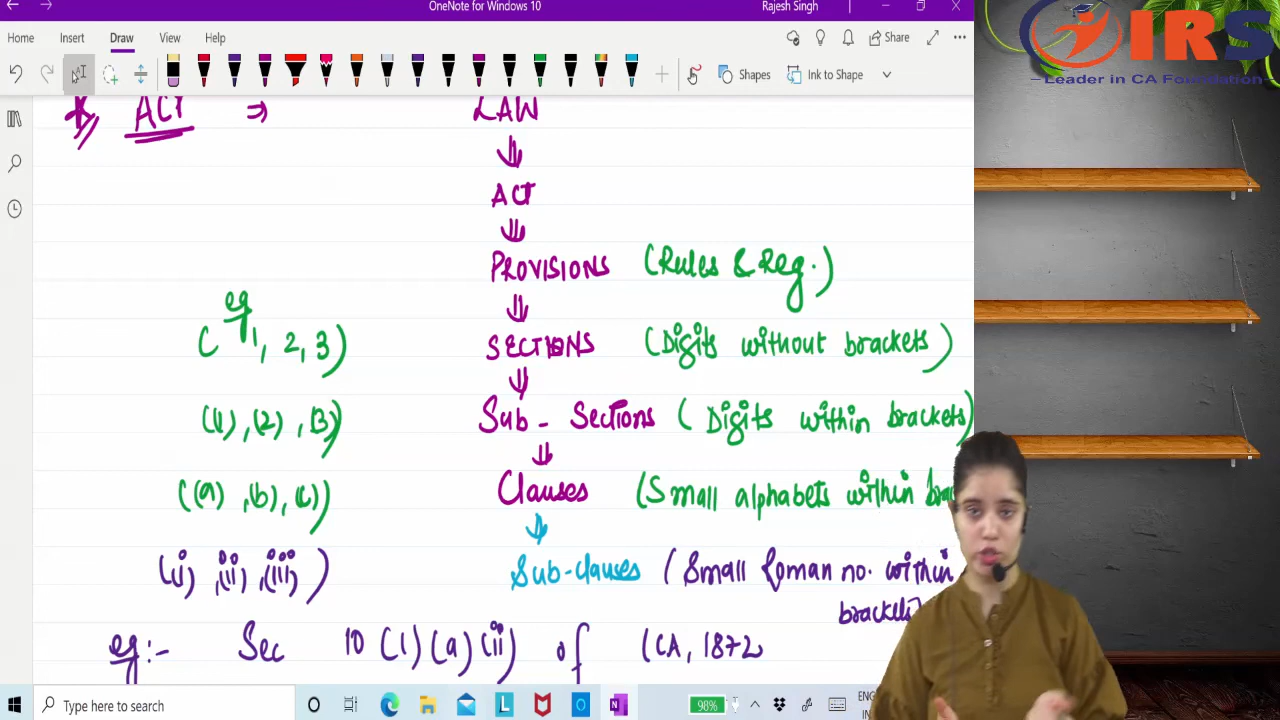 OneNote for Windows 10
Rajesh Singh
Home Insert Draw View Help
Share
Shapes
Ink to Shape
IRS
Leader in CA Foundation
ACT ⇒ LAW
ACT
PROVISIONS (Rules & Reg.)
eg
(1, 2, 3) SECTIONS (Digits without brackets)
(1), (2), (3) Sub - Sections (Digits within brackets)
((a), (b), (c)) Clauses (Small alphabets within
(i), (ii), (iii) ) Sub-clauses (Small Roman no. within
brackets)
eg:- Sec 10 (1) (a) (ii) of (CA, 1872
Type here to search
98%
ENG